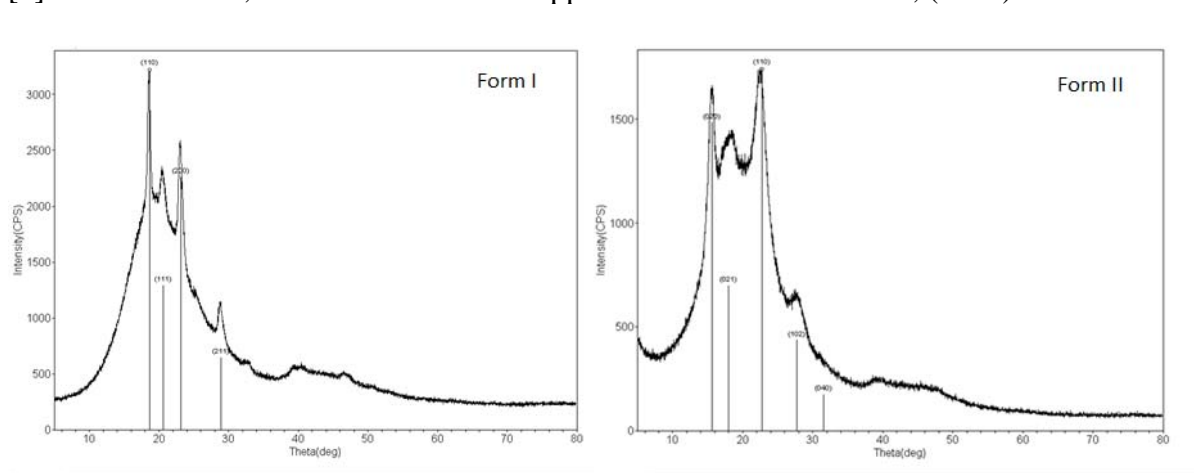 Form I
(110)
3000
2500
2000
1500
1000
500
0
(200)
(111)
(211)
Intensity(CPS)
10 20 30 40 50 60 70 80
Theta(deg)
Form II
(110)
(020)
1500
1000
500
0
(021)
(102)
(040)
Intensity(CPS)
10 20 30 40 50 60 70 80
Theta(deg)